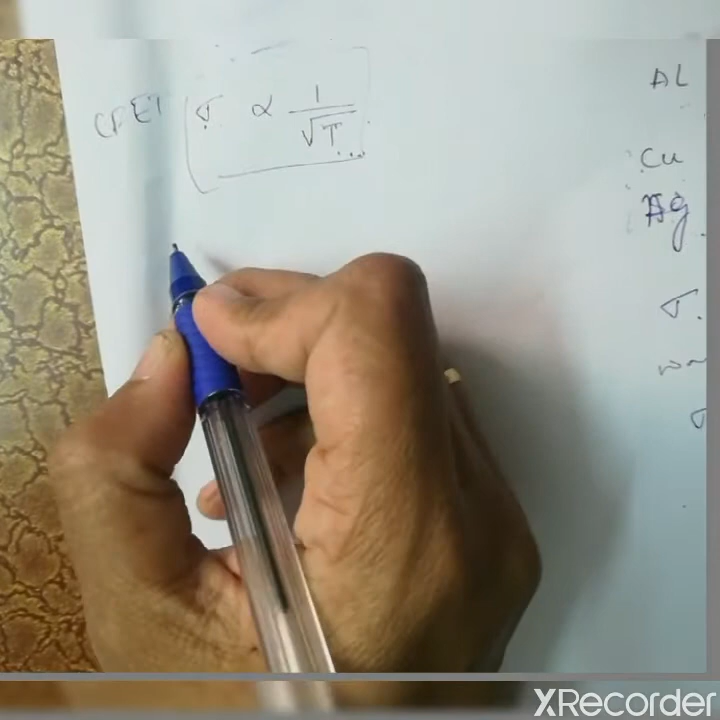 CFET σ ∝ 1/√T
AL
Cu
Ag
σ
σ
XRecorder